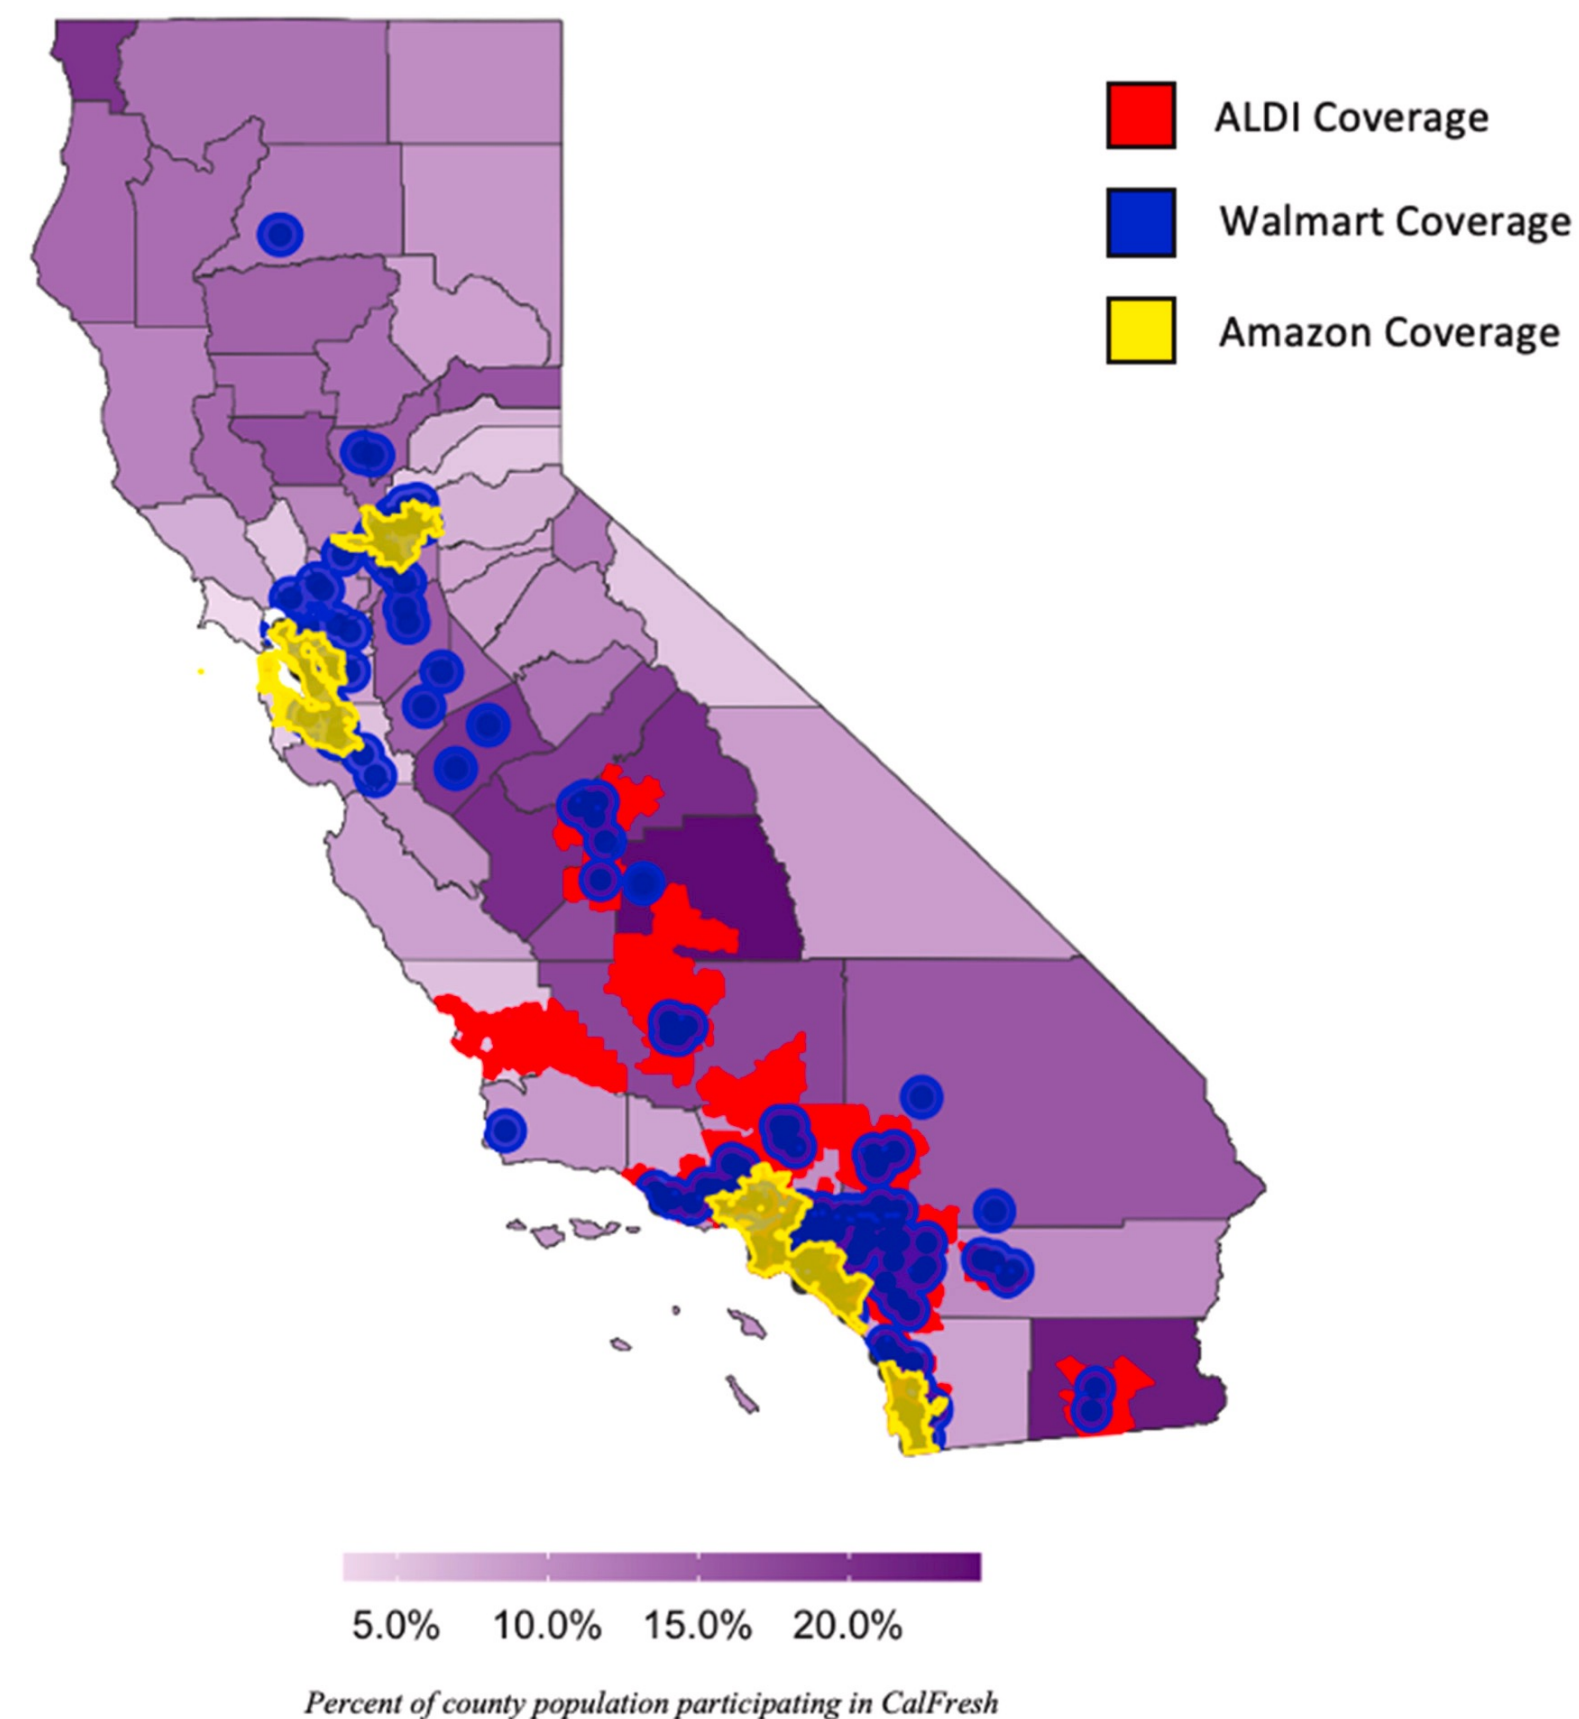 ALDI Coverage
Walmart Coverage
Amazon Coverage
5.0% 10.0% 15.0% 20.0%
Percent of county population participating in CalFresh